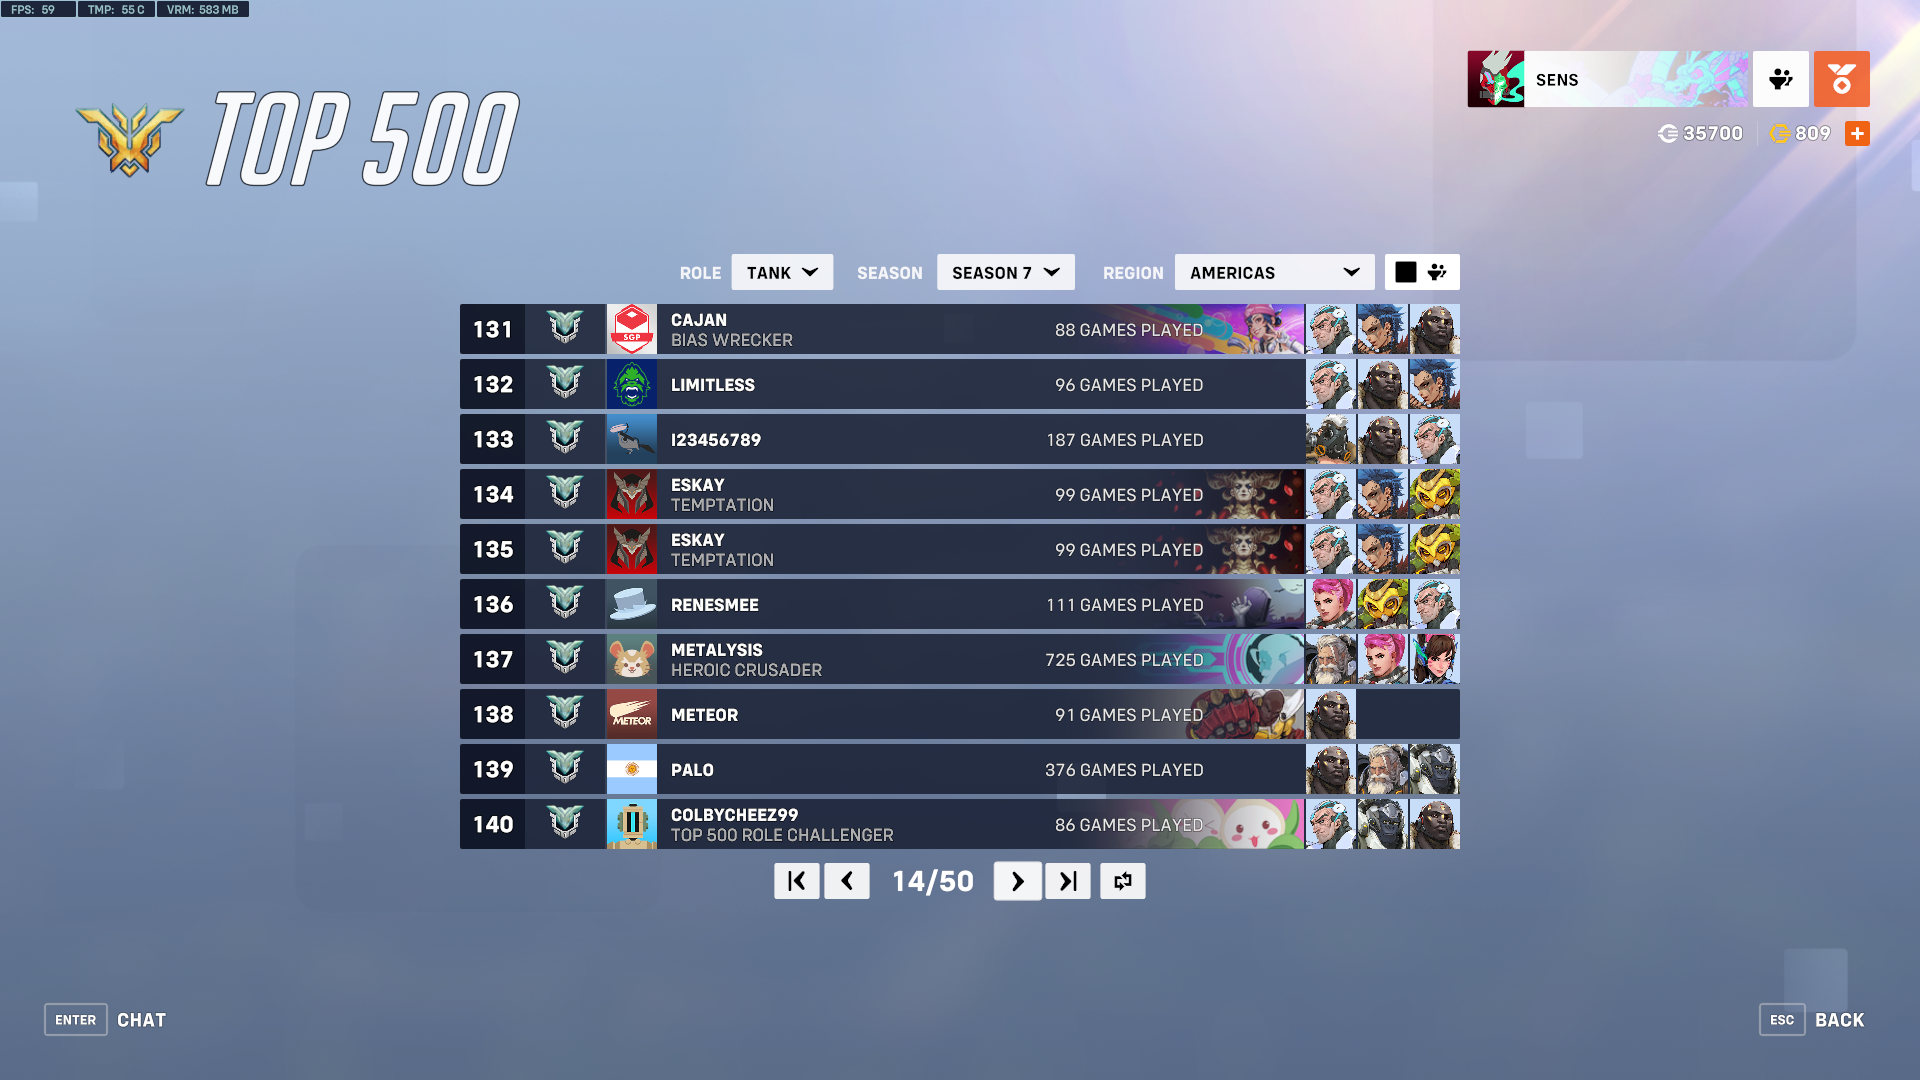 FPS: 59 TMP: 55 C VRM: 583 MB
TOP 500
SENS
35700 809
ROLE TANK SEASON SEASON 7 REGION AMERICAS
131 SGP CAJAN
BIAS WRECKER
88 GAMES PLAYED
132 LIMITLESS 96 GAMES PLAYED
133 I23456789 187 GAMES PLAYED
134 ESKAY
TEMPTATION
99 GAMES PLAYED
135 ESKAY
TEMPTATION
99 GAMES PLAYED
136 RENESMEE 111 GAMES PLAYED
137 METALYSIS
HEROIC CRUSADER
725 GAMES PLAYED
138 METEOR METEOR 91 GAMES PLAYED
139 PALO 376 GAMES PLAYED
140 COLBYCHEEZ99
TOP 500 ROLE CHALLENGER
86 GAMES PLAYED
14/50
ENTER CHAT
ESC BACK